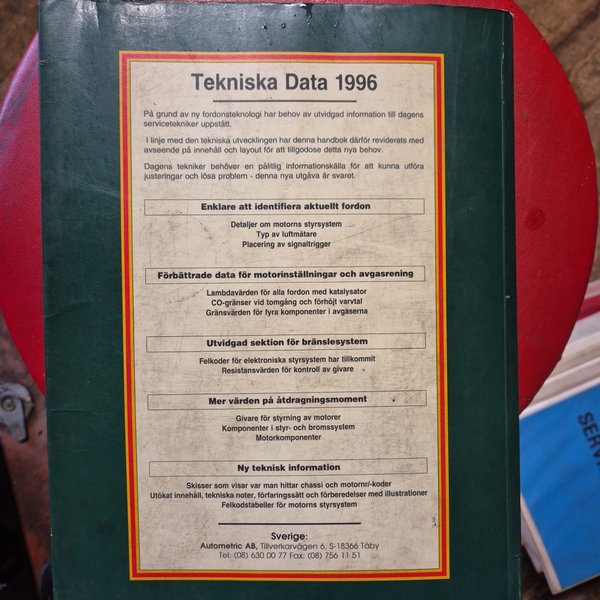 Tekniska Data 1996
På grund av ny fordonsteknologi har behov av utvidgad information till dagens
servicetekniker uppstått.
I linje med den tekniska utvecklingen har denna handbok därför reviderats med
avseende på innehåll och layout för att tillgodose detta nya behov.
Dagens tekniker behöver en pålitlig informationskälla för att kunna utföra
justeringar och lösa problem - denna nya utgåva är svaret.
Enklare att identifiera aktuellt fordon
Detaljer om motorns styrsystem
Typ av luftmätare
Placering av signaltrigger
Förbättrade data för motorinställningar och avgasrening
Lambdavärden för alla fordon med katalysator
CO-gränser vid tomgång och förhöjt varvtal
Gränsvärden för fyra komponenter i avgaserna
Utvidgad sektion för bränslesystem
Felkoder för elektroniska styrsystem har tillkommit
Resistansvärden för kontroll av givare
Mer värden på åtdragningsmoment
Givare för styrning av motorer
Komponenter i styr- och bromssystem
Motorkomponenter
Ny teknisk information
Skisser som visar var man hittar chassi och motornr/-koder
Utökat innehåll, tekniska noter, förfaringssätt och förberedelser med illustrationer
Felkodstabeller för motorns styrsystem
Sverige:
Autometric AB, Tillverkarvägen 6, S-18366 Täby
Tel: (08) 630 00 77 Fax: (08) 756 11 51
SERV